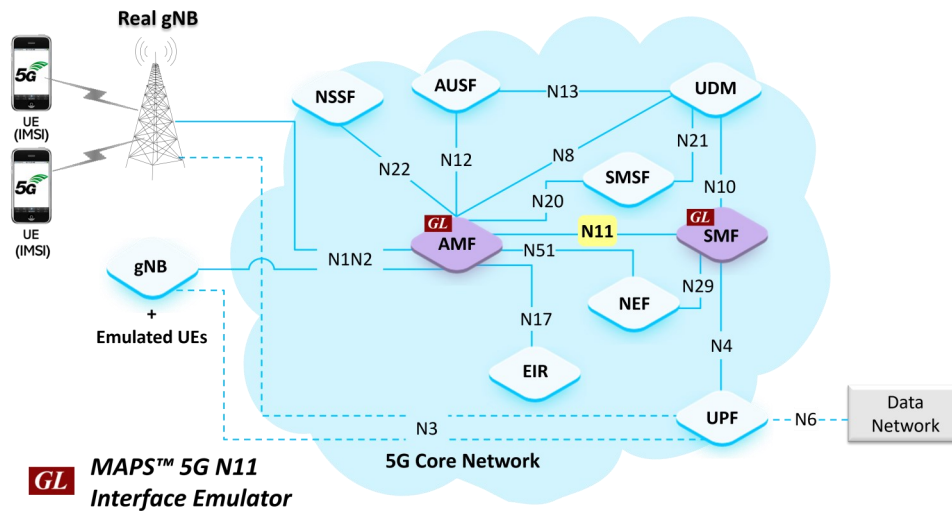 Real gNB
5G
UE
(IMSI)
5G
UE
(IMSI)
NSSF
AUSF
N13
UDM
N22
N12
N8
N21
SMSF
N20
N10
GL
AMF
N11
GL
SMF
gNB
+
Emulated UEs
N1N2
N51
NEF
N29
N17
N4
EIR
N3
UPF
N6
Data
Network
5G Core Network
GL
MAPS™ 5G N11
Interface Emulator